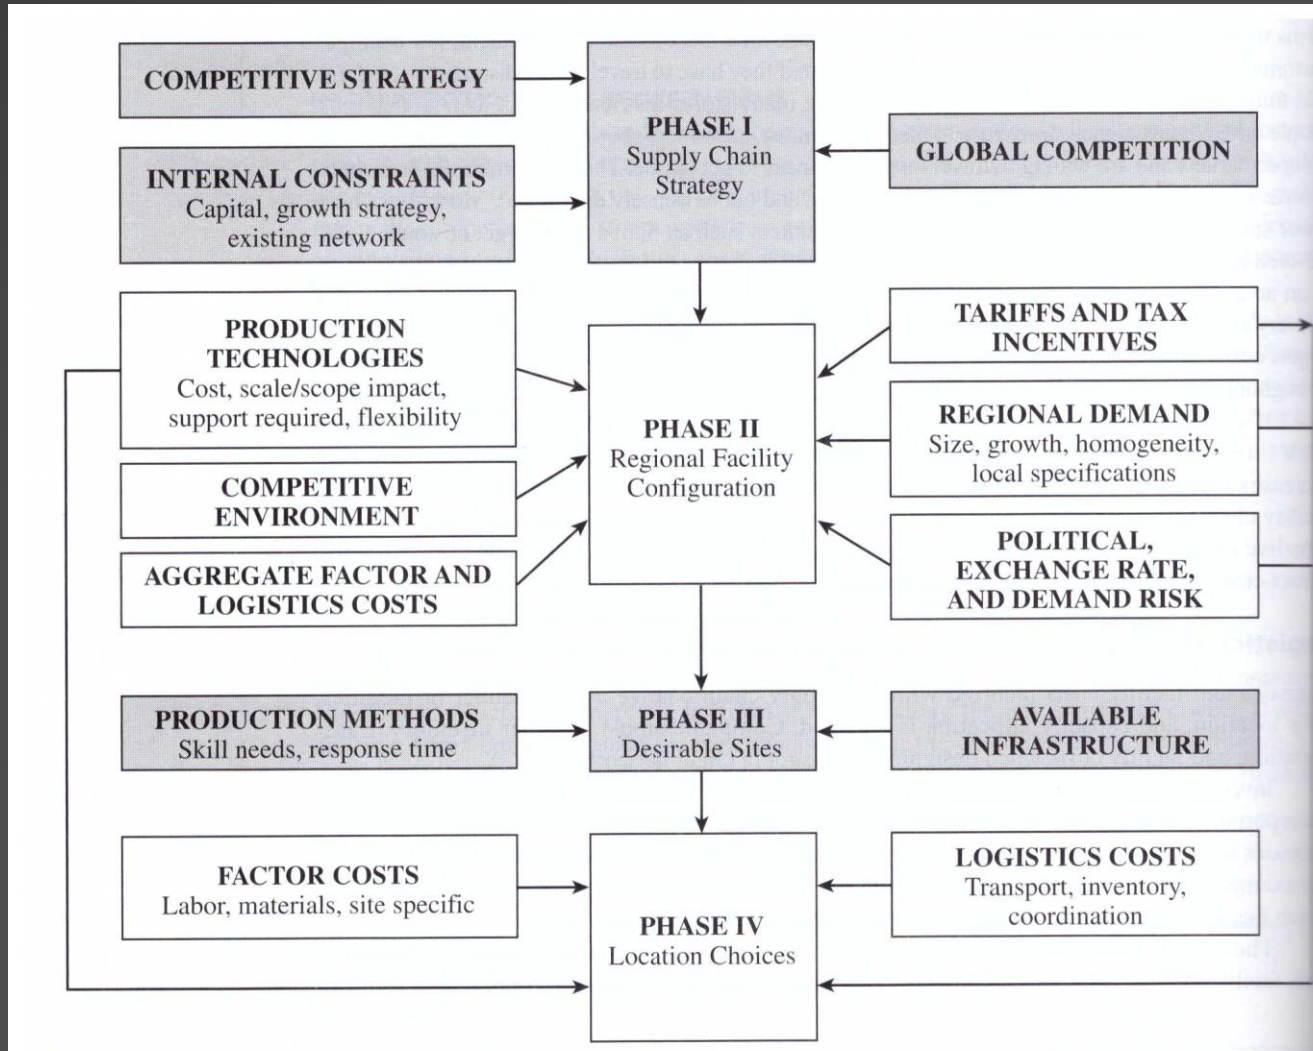 COMPETITIVE STRATEGY
PHASE I
Supply Chain
Strategy
GLOBAL COMPETITION
INTERNAL CONSTRAINTS
Capital, growth strategy,
existing network
PRODUCTION
TECHNOLOGIES
Cost, scale/scope impact,
support required, flexibility
COMPETITIVE
ENVIRONMENT
AGGREGATE FACTOR AND
LOGISTICS COSTS
PHASE II
Regional Facility
Configuration
TARIFFS AND TAX
INCENTIVES
REGIONAL DEMAND
Size, growth, homogeneity,
local specifications
POLITICAL,
EXCHANGE RATE,
AND DEMAND RISK
PRODUCTION METHODS
Skill needs, response time
PHASE III
Desirable Sites
AVAILABLE
INFRASTRUCTURE
FACTOR COSTS
Labor, materials, site specific
PHASE IV
Location Choices
LOGISTICS COSTS
Transport, inventory,
coordination